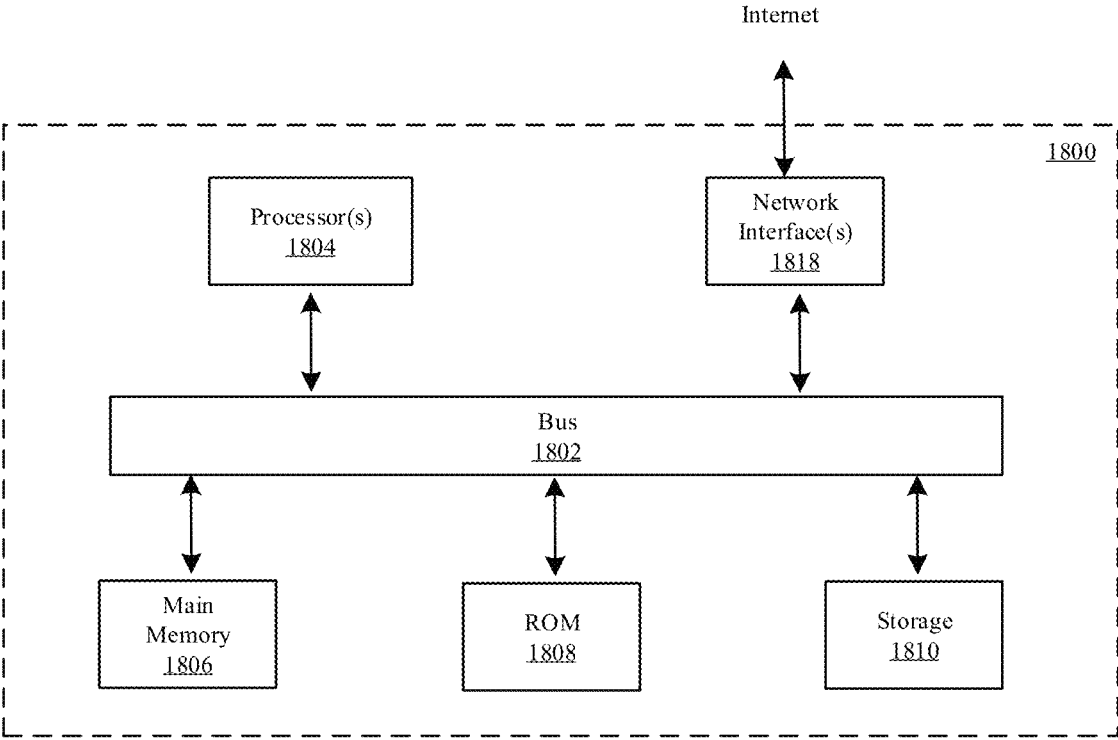 Internet
1800
Processor(s)
1804
Network
Interface(s)
1818
Bus
1802
Main
Memory
1806
ROM
1808
Storage
1810